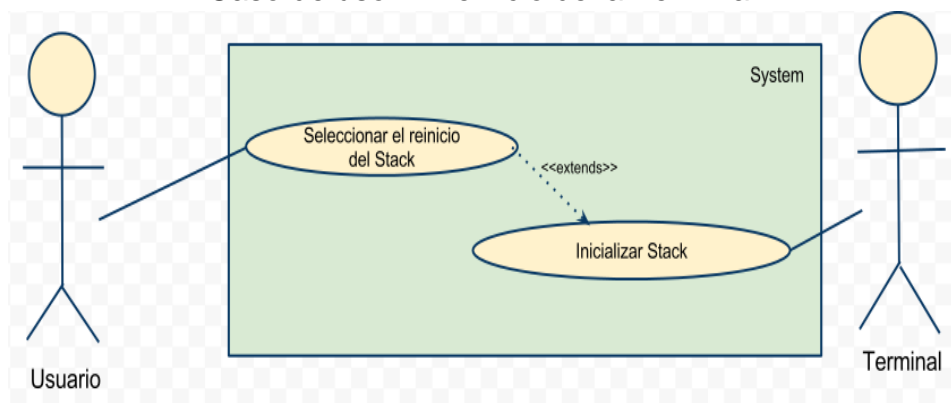 System
Seleccionar el reinicio
del Stack
<<extends>>
Inicializar Stack
Usuario
Terminal